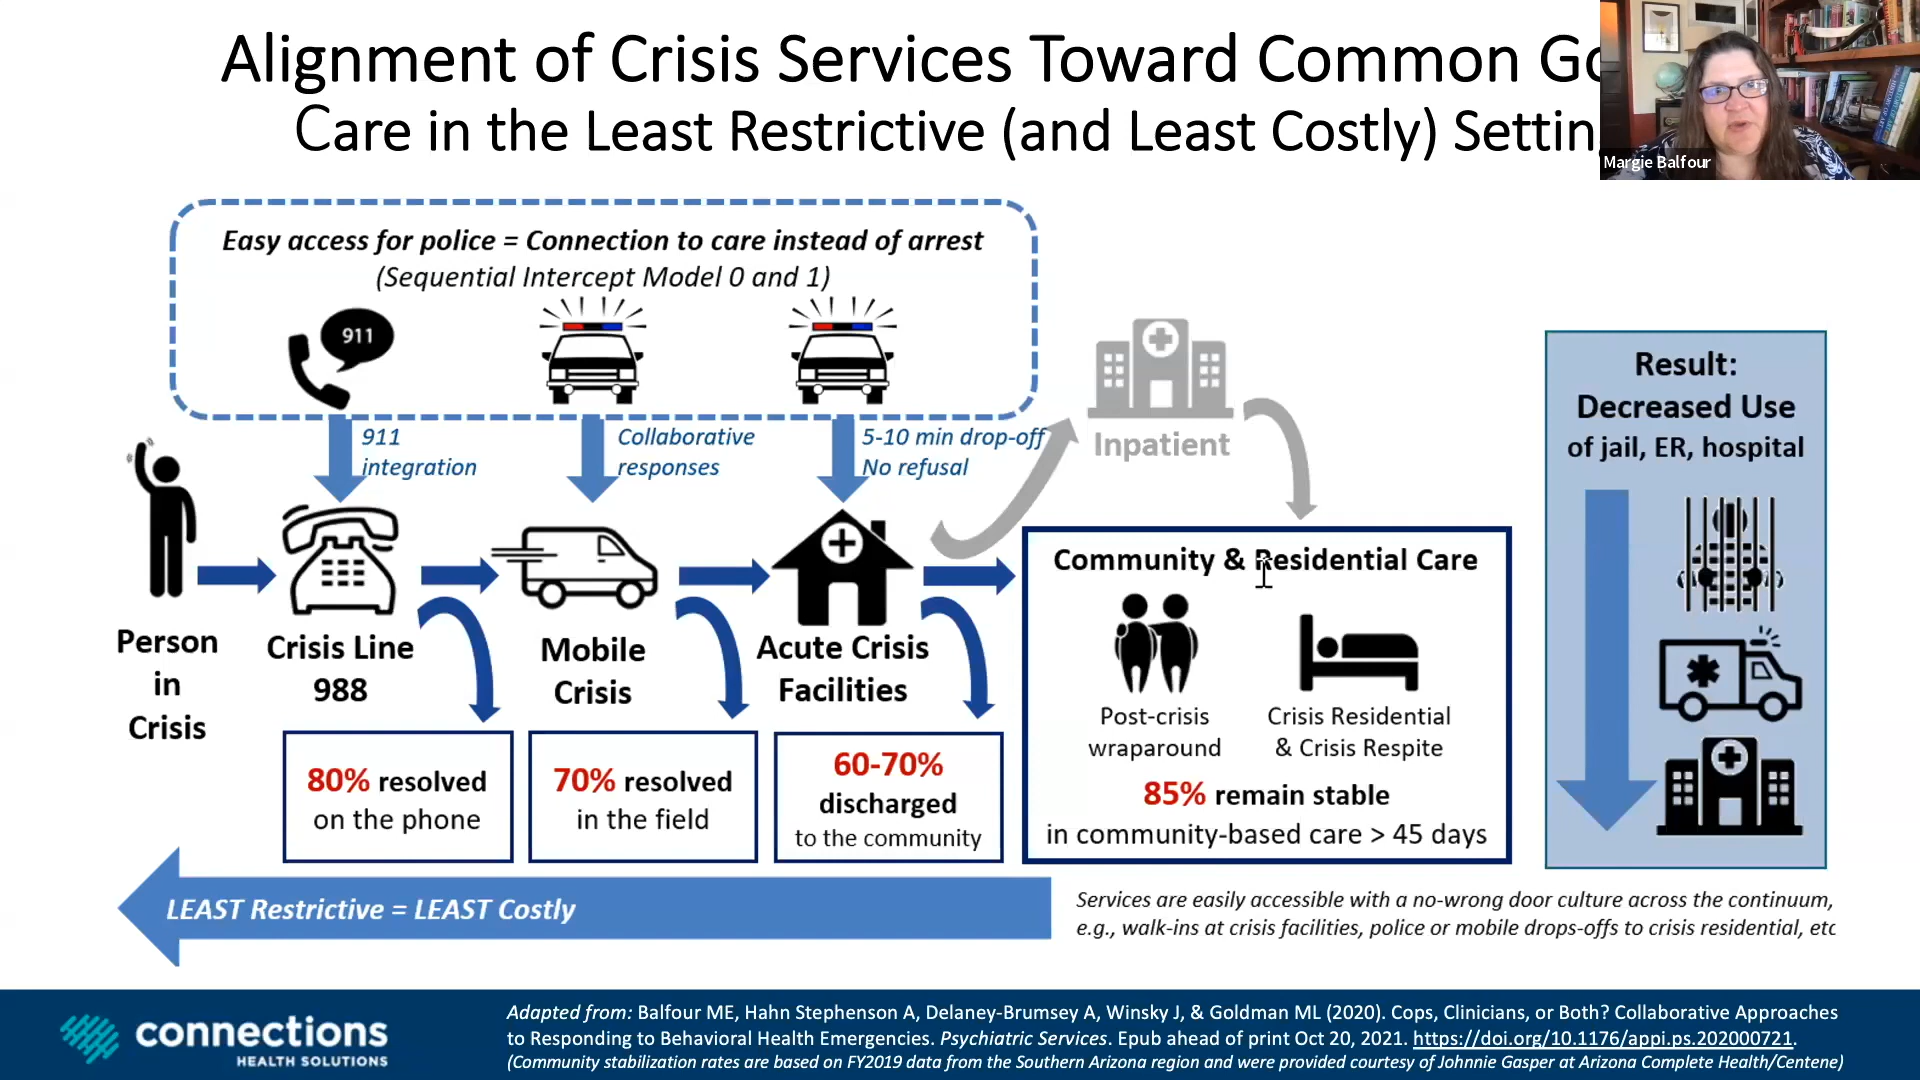 Alignment of Crisis Services Toward Common
Care in the Least Restrictive (and Least Costly)
Margie Balfour
Easy access for police = Connection to care instead of arrest
(Sequential Intercept Model 0 and 1)
911
911
integration
Collaborative
responses
5-10 min drop-off
No refusal
Inpatient
Result:
Decreased Use
of jail, ER, hospital
Person
in
Crisis
Crisis Line
988
Mobile
Crisis
Acute Crisis
Facilities
Community & Residential Care
Post-crisis
wraparound
Crisis Residential
& Crisis Respite
85% remain stable
in community-based care > 45 days
80% resolved
on the phone
70% resolved
in the field
60-70%
discharged
to the community
LEAST Restrictive = LEAST Costly
Services are easily accessible with a no-wrong door culture across the continuum,
e.g., walk-ins at crisis facilities, police or mobile drops-offs to crisis residential, etc
connections
HEALTH SOLUTIONS
Adapted from: Balfour ME, Hahn Stephenson A, Delaney-Brumsey A, Winsky J, & Goldman ML (2020). Cops, Clinicians, or Both? Collaborative Approaches
to Responding to Behavioral Health Emergencies. Psychiatric Services. Epub ahead of print Oct 20, 2021. https://doi.org/10.1176/appi.ps.202000721.
(Community stabilization rates are based on FY2019 data from the Southern Arizona region and were provided courtesy of Johnnie Gasper at Arizona Complete Health/Centene)